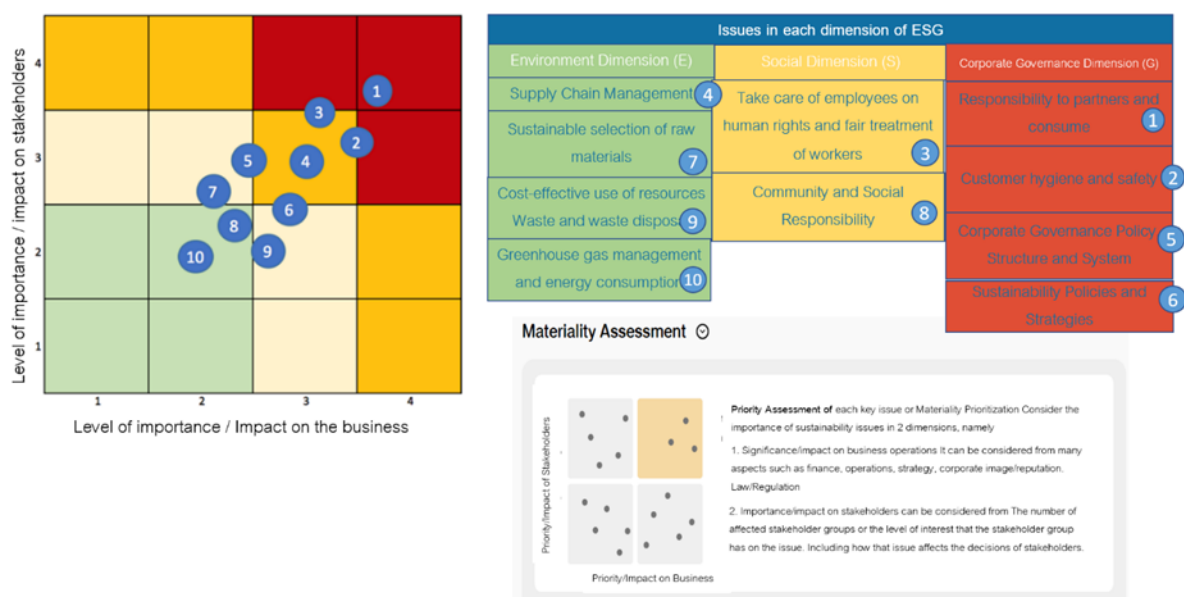 Level of importance / impact on stakeholders
4
3
2
1
1
3
2
5
4
7
6
8
9
10
1
2
3
4
Level of importance / Impact on the business
Issues in each dimension of ESG
Environment Dimension (E)
Supply Chain Management
4
Sustainable selection of raw
materials
7
Cost-effective use of resources
Waste and waste disposa
9
Greenhouse gas management
and energy consumption
10
Social Dimension (S)
Take care of employees on
human rights and fair treatment
of workers
3
Community and Social
Responsibility
8
Corporate Governance Dimension (G)
Responsibility to partners and
consume
1
Customer hygiene and safety
2
Corporate Governance Policy
Structure and System
5
Sustainability Policies and
Strategies
6
Materiality Assessment
Priority/Impact of Stakeholders
Priority/Impact on Business
Priority Assessment of each key issue or Materiality Prioritization Consider the
importance of sustainability issues in 2 dimensions, namely
1. Significance/impact on business operations It can be considered from many
aspects such as finance, operations, strategy, corporate image/reputation.
Law/Regulation
2. Importance/impact on stakeholders can be considered from The number of
affected stakeholder groups or the level of interest that the stakeholder group
has on the issue. Including how that issue affects the decisions of stakeholders.